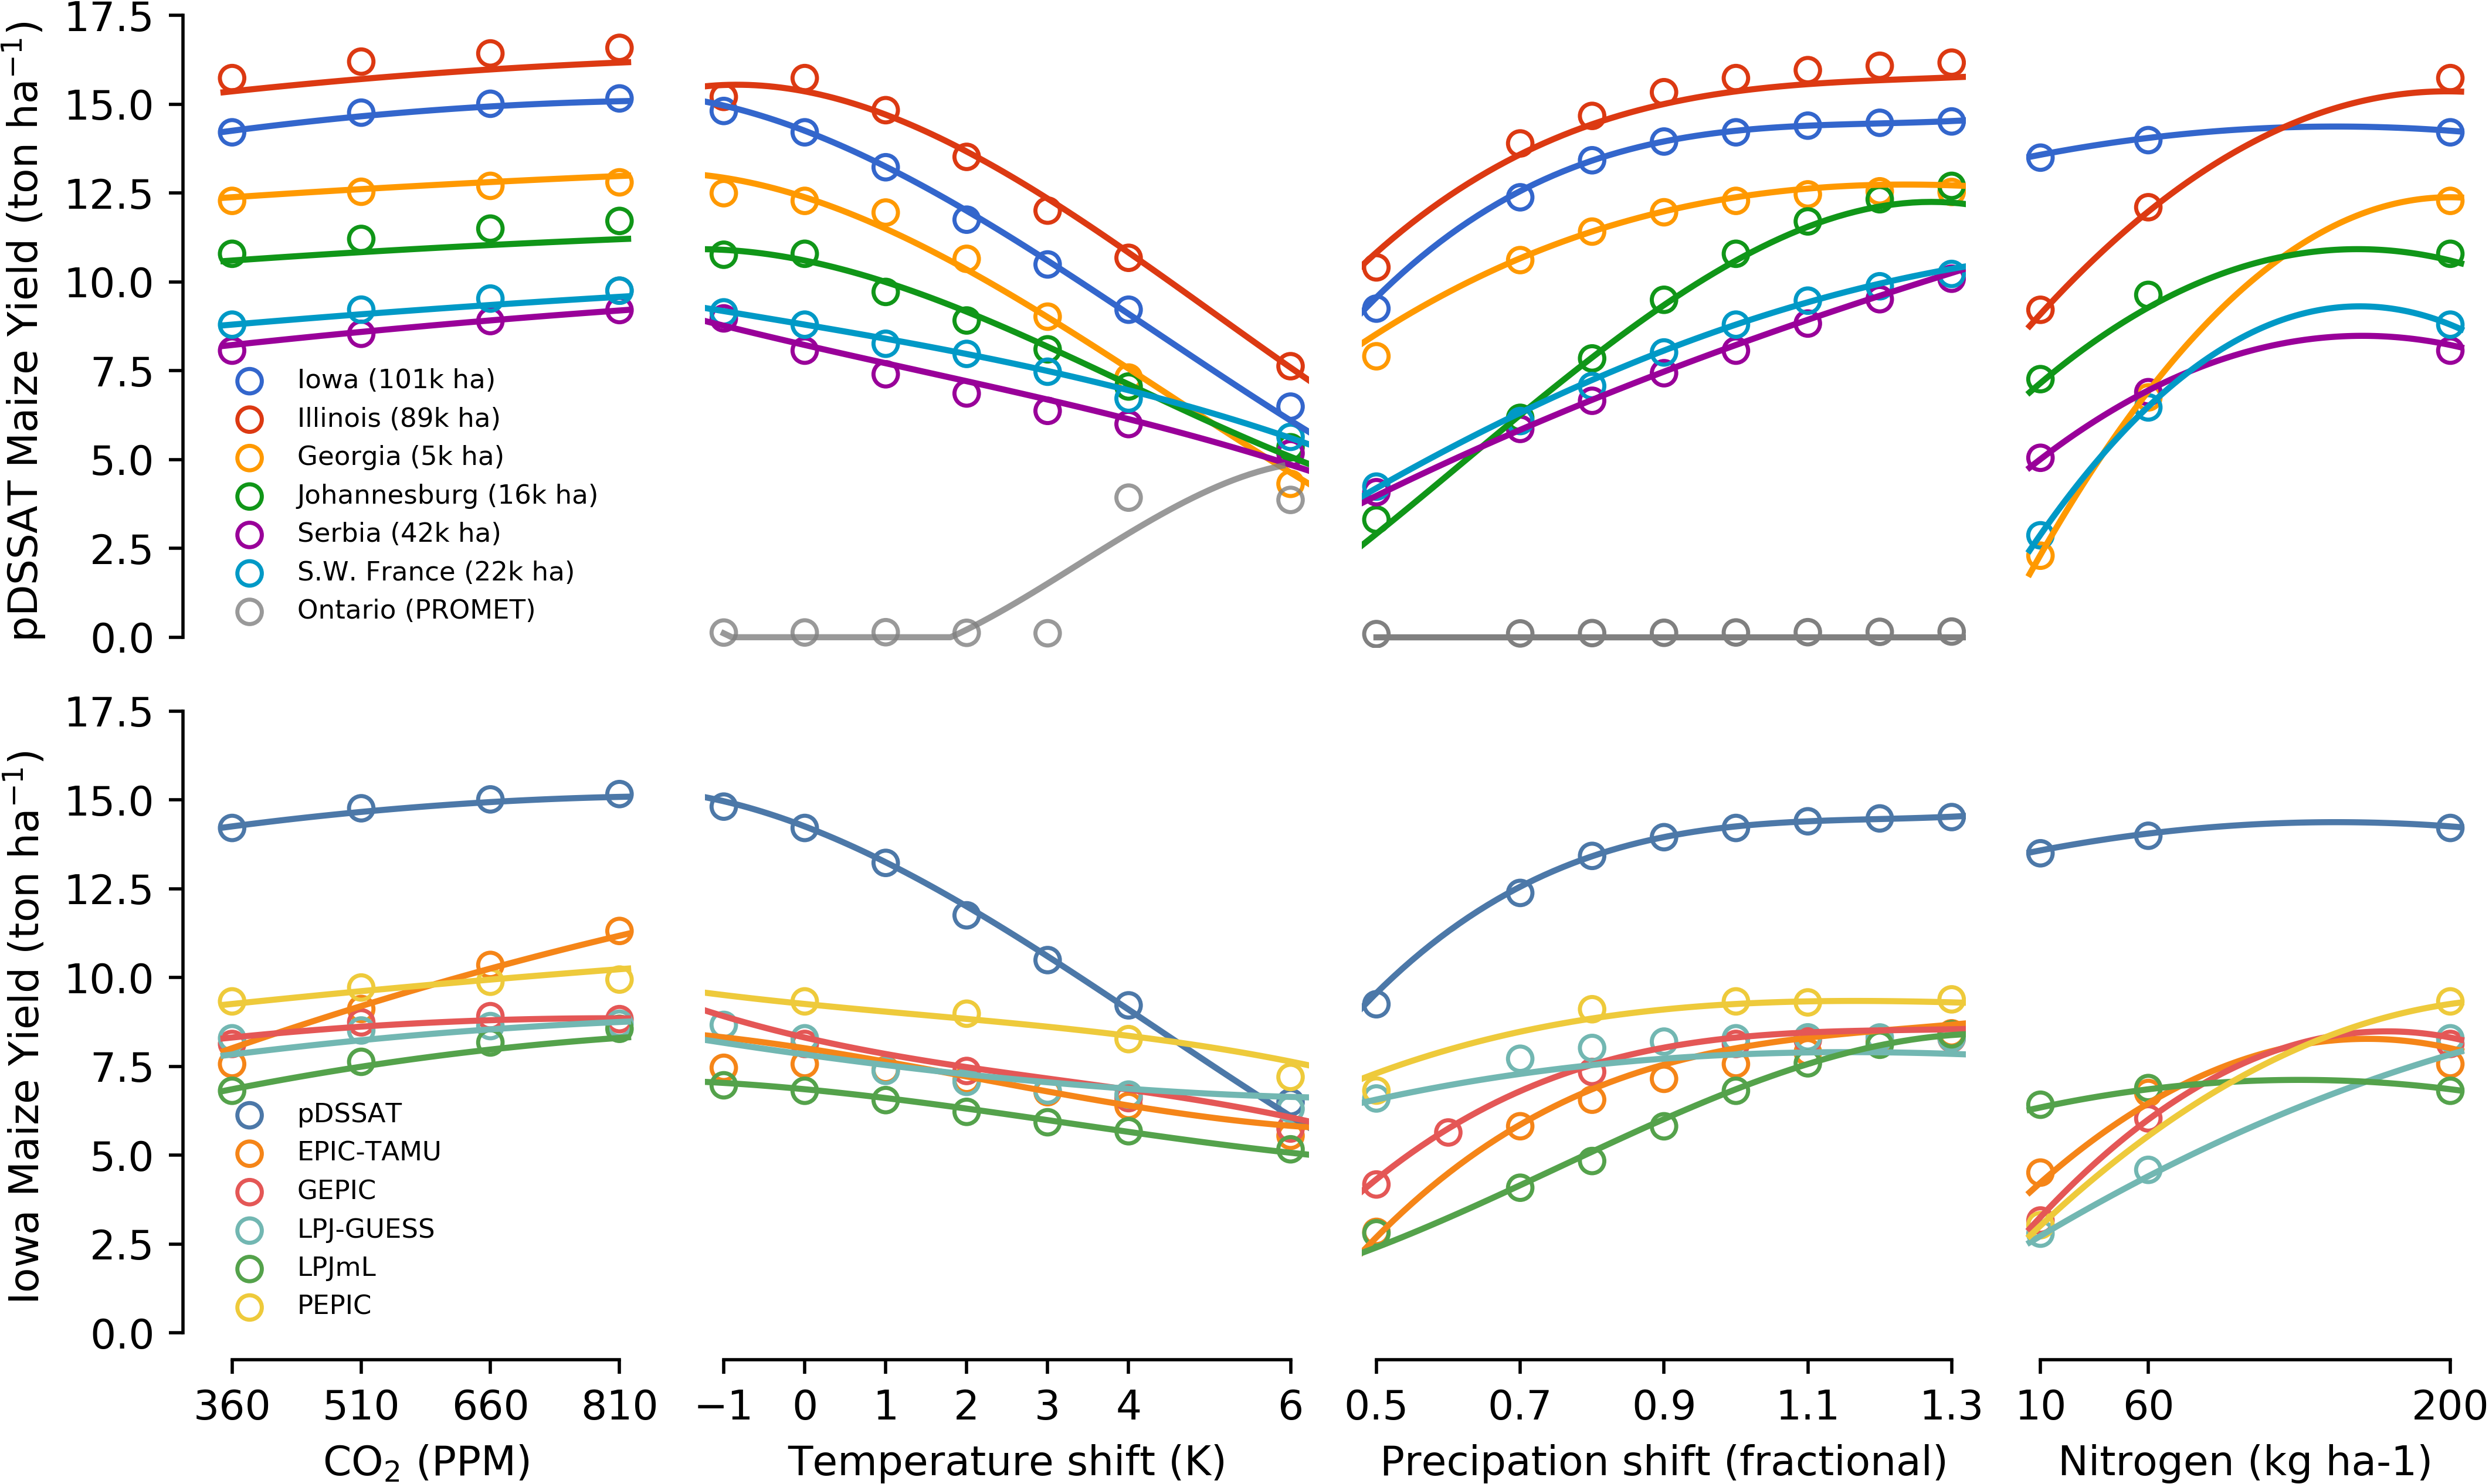 pDSSAT Maize Yield (ton ha⁻¹)
17.5
15.0
12.5
10.0
7.5
5.0
2.5
0.0
Iowa (101k ha)
Illinois (89k ha)
Georgia (5k ha)
Johannesburg (16k ha)
Serbia (42k ha)
S.W. France (22k ha)
Ontario (PROMET)
Iowa Maize Yield (ton ha⁻¹)
17.5
15.0
12.5
10.0
7.5
5.0
2.5
0.0
pDSSAT
EPIC-TAMU
GEPIC
LPJ-GUESS
LPJmL
PEPIC
360 510 660 810
CO₂ (PPM)
−1 0 1 2 3 4 6
Temperature shift (K)
0.5 0.7 0.9 1.1 1.3
Precipation shift (fractional)
10 60 200
Nitrogen (kg ha-1)